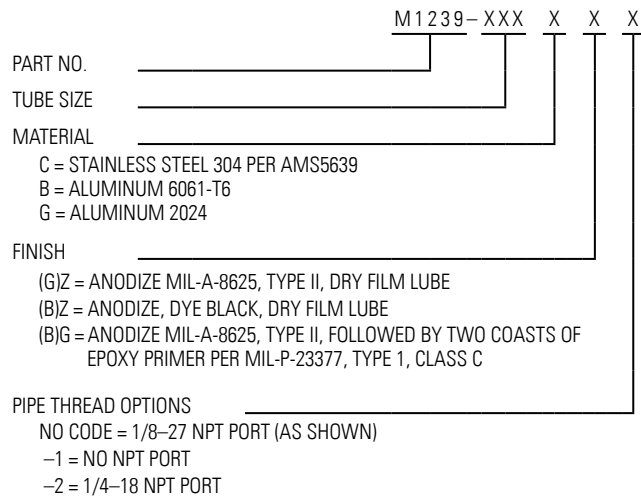 M1239–XXX X X X
PART NO.
TUBE SIZE
MATERIAL
C = STAINLESS STEEL 304 PER AMS5639
B = ALUMINUM 6061-T6
G = ALUMINUM 2024
FINISH
(G)Z = ANODIZE MIL-A-8625, TYPE II, DRY FILM LUBE
(B)Z = ANODIZE, DYE BLACK, DRY FILM LUBE
(B)G = ANODIZE MIL-A-8625, TYPE II, FOLLOWED BY TWO COASTS OF
EPOXY PRIMER PER MIL-P-23377, TYPE 1, CLASS C
PIPE THREAD OPTIONS
NO CODE = 1/8–27 NPT PORT (AS SHOWN)
–1 = NO NPT PORT
–2 = 1/4–18 NPT PORT